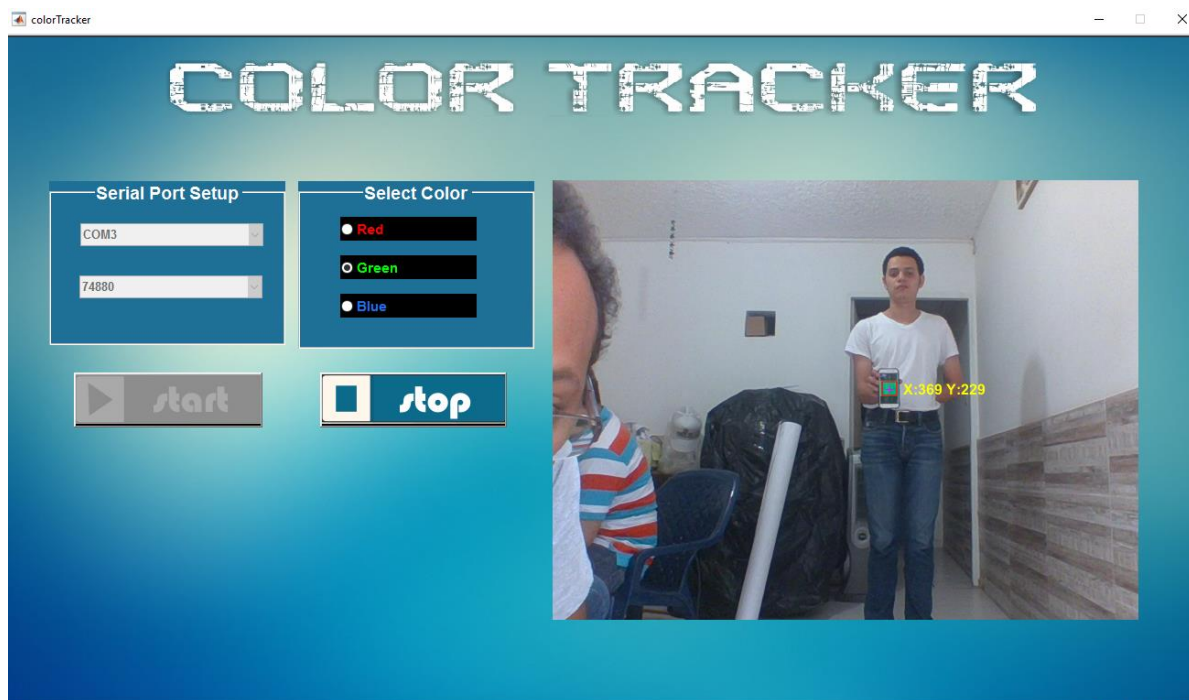 colorTracker
COLOR TRACKER
Serial Port Setup
COM3
74880
Select Color
Red
Green
Blue
start
stop
X:369 Y:229